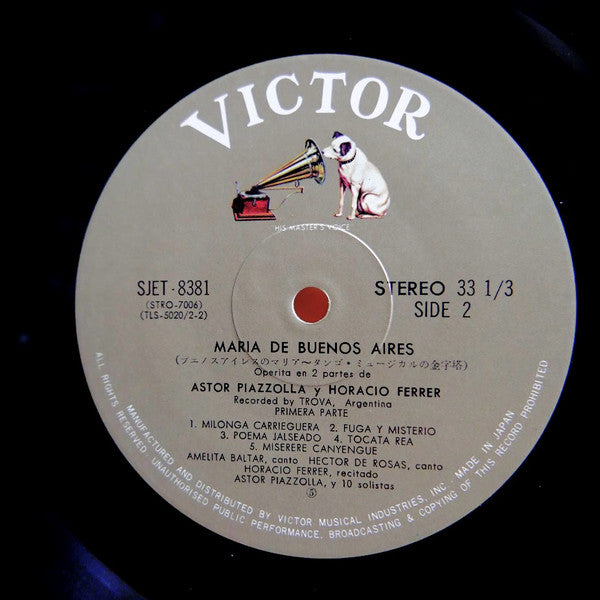 VICTOR
HIS MASTER'S VOICE
SJET-8381
(STRO-7006)
(TLS-5020/2-2)
STEREO 33 1/3
SIDE 2
MARIA DE BUENOS AIRES
(ブエノスアイレスのマリア〜タンゴ・ミュージカルの金字塔)
Operita en 2 partes de
ASTOR PIAZZOLLA y HORACIO FERRER
Recorded by TROVA, Argentina
PRIMERA PARTE
1. MILONGA CARRIEGUERA 2. FUGA Y MISTERIO
3. POEMA JALSEADO 4. TOCATA REA
5. MISERERE CANYENGUE
AMELITA BALTAR, canto HECTOR DE ROSAS, canto
HORACIO FERRER, recitado
ASTOR PIAZZOLLA, y 10 solistas
Ⓢ
MANUFACTURED AND DISTRIBUTED BY VICTOR MUSICAL INDUSTRIES, INC. MADE IN JAPAN
ALL RIGHTS RESERVED·UNAUTHORISED PUBLIC PERFORMANCE, BROADCASTING & COPYING OF THIS RECORD PROHIBITED